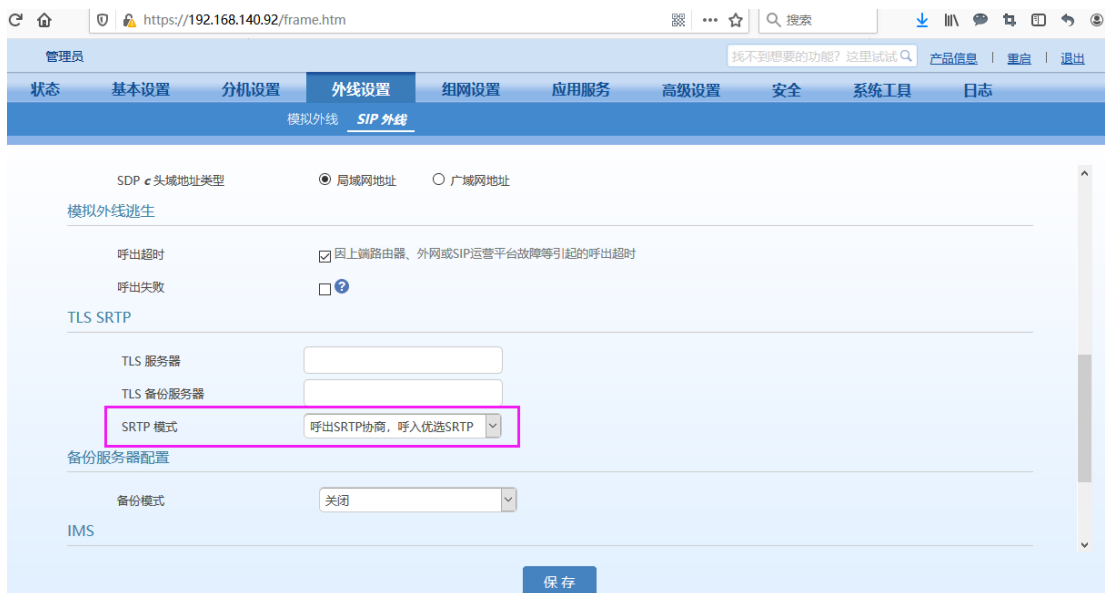 https://192.168.140.92/frame.htm
搜索
管理员
找不到想要的功能？这里试试
产品信息 | 重启 | 退出
状态 基本设置 分机设置 外线设置 组网设置 应用服务 高级设置 安全 系统工具 日志
模拟外线 SIP 外线
SDP c 头域地址类型 局域网地址 广域网地址
模拟外线逃生
呼出超时 因上端路由器、外网或SIP运营平台故障等引起的呼出超时
呼出失败
TLS SRTP
TLS 服务器
TLS 备份服务器
SRTP 模式 呼出SRTP协商，呼入优选SRTP
备份服务器配置
备份模式 关闭
IMS
保存